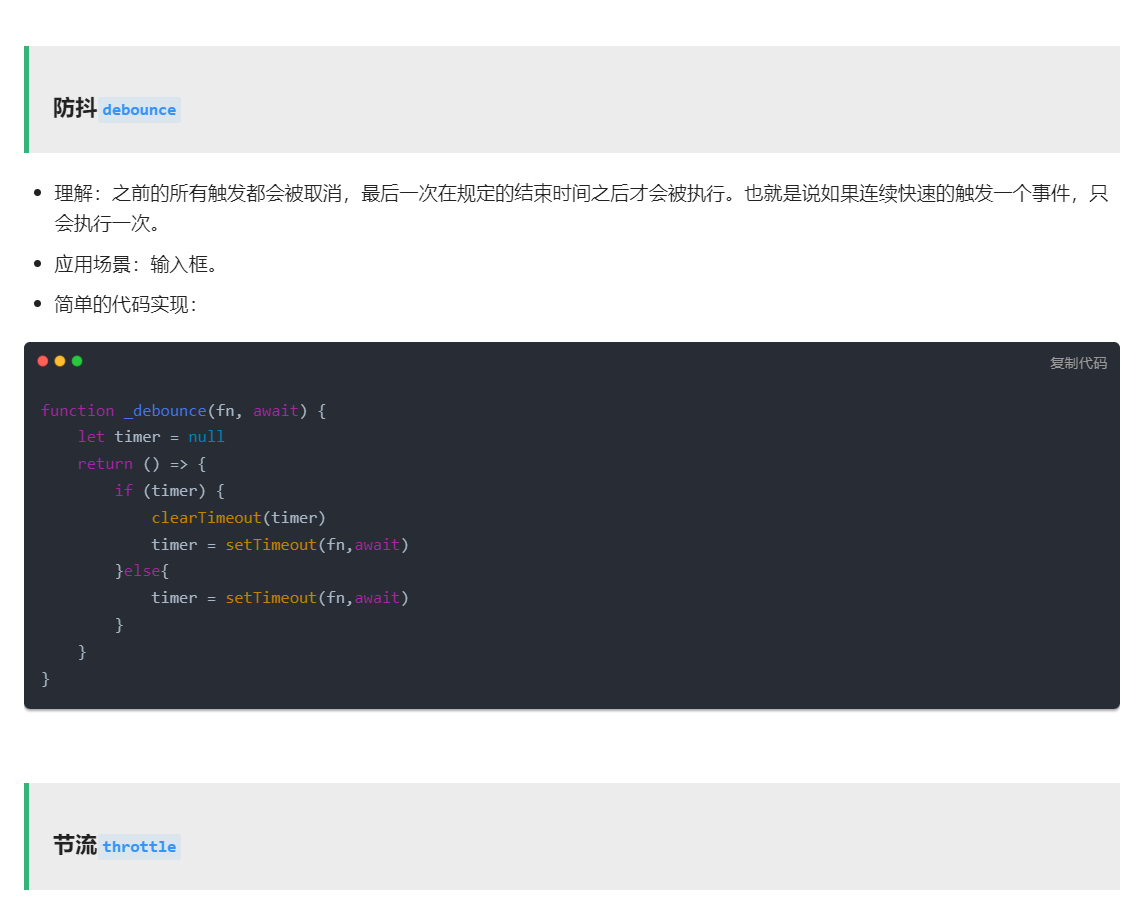 防抖 debounce
理解：之前的所有触发都会被取消，最后一次在规定的结束时间之后才会被执行。也就是说如果连续快速的触发一个事件，只
会执行一次。
应用场景：输入框。
简单的代码实现：
复制代码
function _debounce(fn, await) {
    let timer = null
    return () => {
        if (timer) {
            clearTimeout(timer)
            timer = setTimeout(fn,await)
        }else{
            timer = setTimeout(fn,await)
        }
    }
}
节流 throttle